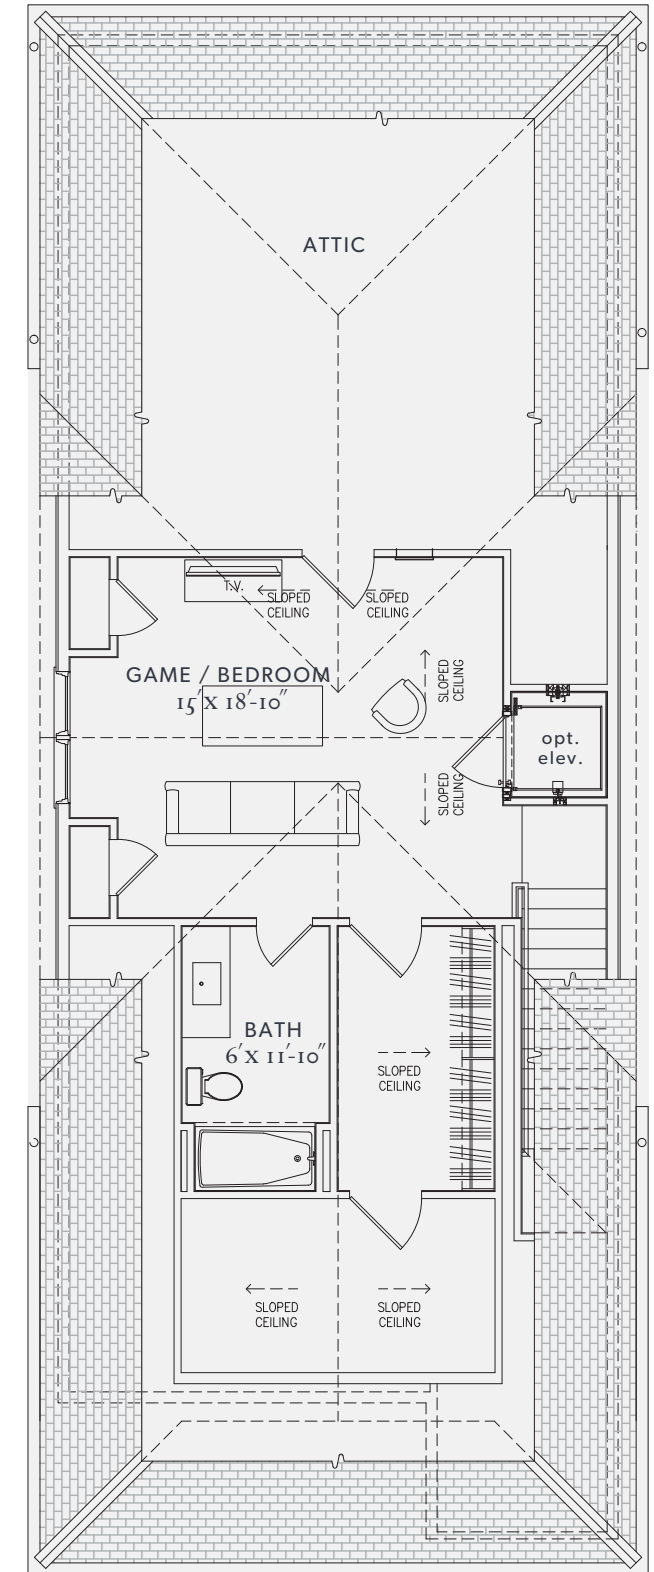 ATTIC
T.V.
SLOPED
CEILING
SLOPED
CEILING
GAME / BEDROOM
15'X 18'-10"
SLOPED
CEILING
opt.
elev.
SLOPED
CEILING
BATH
6'X 11'-10"
SLOPED
CEILING
SLOPED
CEILING
SLOPED
CEILING